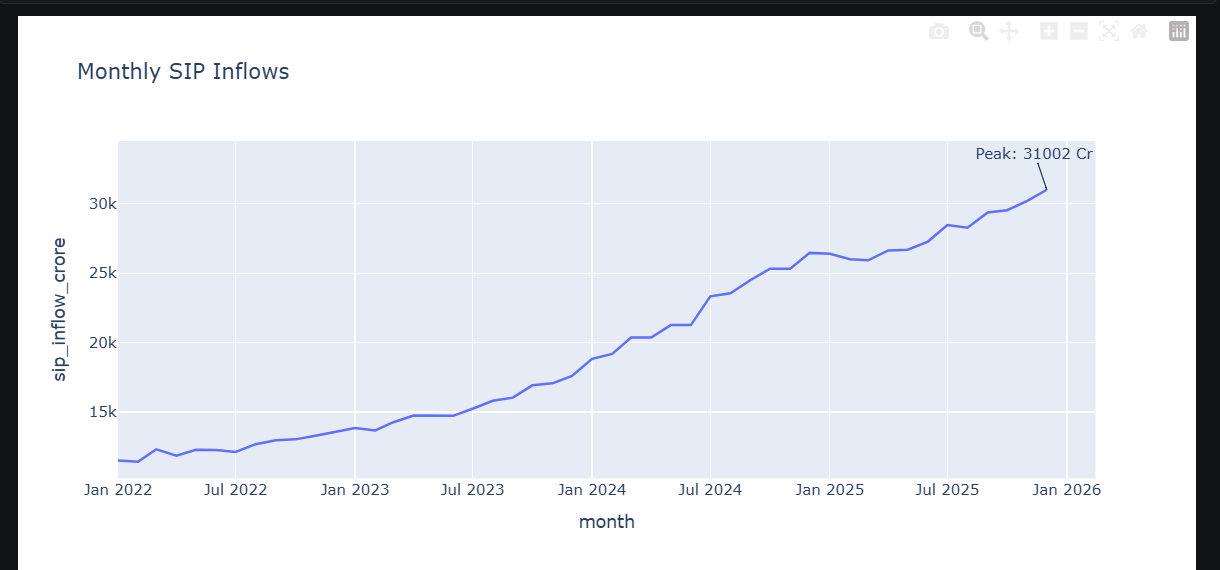 Monthly SIP Inflows
Peak: 31002 Cr
30k
25k
20k
15k
sip_inflow_crore
Jan 2022 Jul 2022 Jan 2023 Jul 2023 Jan 2024 Jul 2024 Jan 2025 Jul 2025 Jan 2026
month